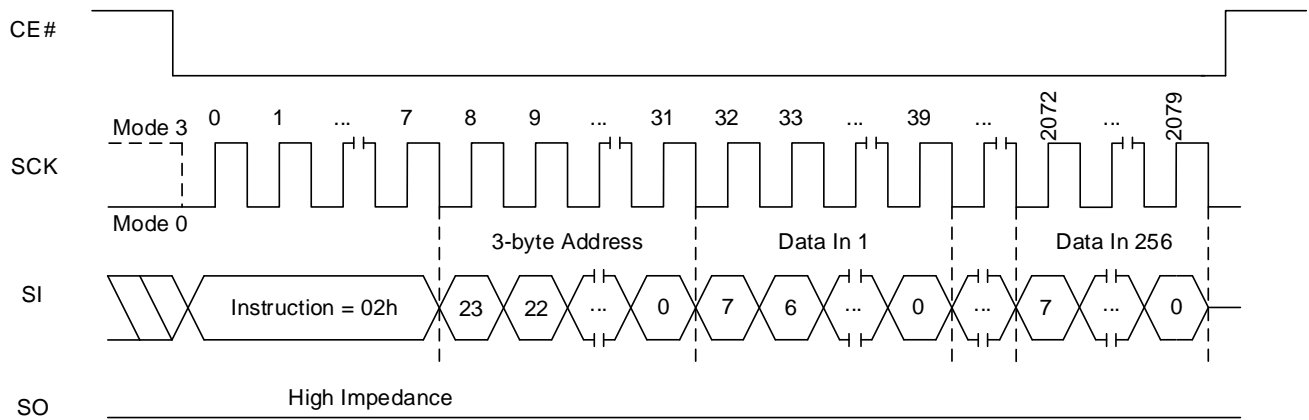 CE#
Mode 3
0 1 ... 7 8 9 ... 31 32 33 ... 39 ... 2072 ... 2079
SCK
Mode 0
3-byte Address Data In 1 Data In 256
SI
Instruction = 02h 23 22 ... 0 7 6 ... 0 ... 7 ... 0
High Impedance
SO